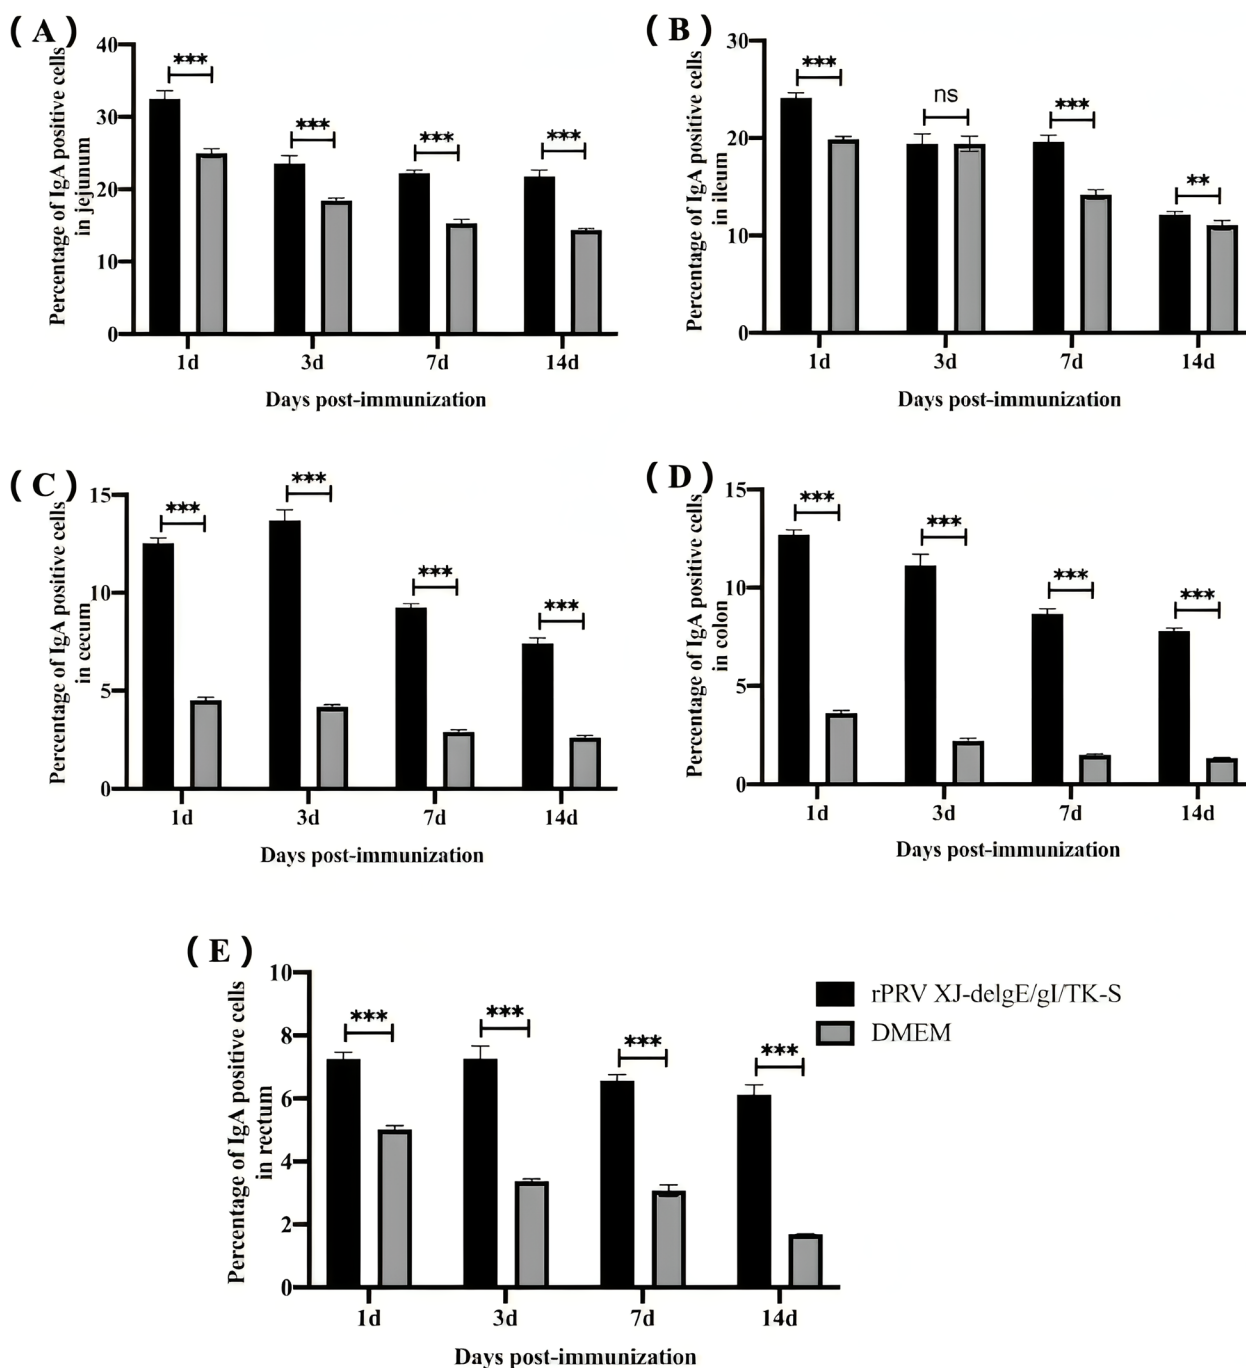 ( A )
Percentage of IgA positive cells
in jejunum
40
30
20
10
0
***
***
***
***
1d 3d 7d 14d
Days post-immunization
( B )
Percentage of IgA positive cells
in ileum
30
20
10
0
***
ns
***
**
1d 3d 7d 14d
Days post-immunization
( C )
Percentage of IgA positive cells
in cecum
15
10
5
0
***
***
***
***
1d 3d 7d 14d
Days post-immunization
( D )
Percentage of IgA positive cells
in colon
15
10
5
0
***
***
***
***
1d 3d 7d 14d
Days post-immunization
( E )
Percentage of IgA positive cells
in rectum
10
8
6
4
2
0
***
***
***
***
1d 3d 7d 14d
Days post-immunization
rPRV XJ-delgE/gI/TK-S
DMEM